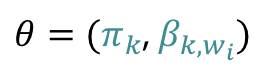 θ = (π_k, β_{k,w_i})